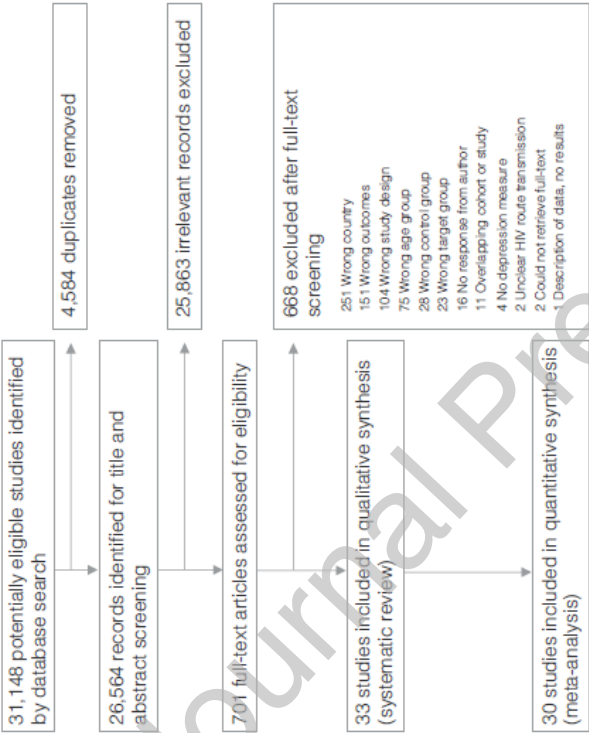 31,148 potentially eligible studies identified
by database search
4,584 duplicates removed
26,564 records identified for title and
abstract screening
25,863 irrelevant records excluded
701 full-text articles assessed for eligibility
668 excluded after full-text
screening
251 Wrong country
151 Wrong outcomes
104 Wrong study design
75 Wrong age group
28 Wrong control group
23 Wrong target group
16 No response from author
11 Overlapping cohort or study
4 No depression measure
2 Unclear HIV route transmission
2 Could not retrieve full-text
1 Description of data, no results
33 studies included in qualitative synthesis
(systematic review)
30 studies included in quantitative synthesis
(meta-analysis)
Journal Pre